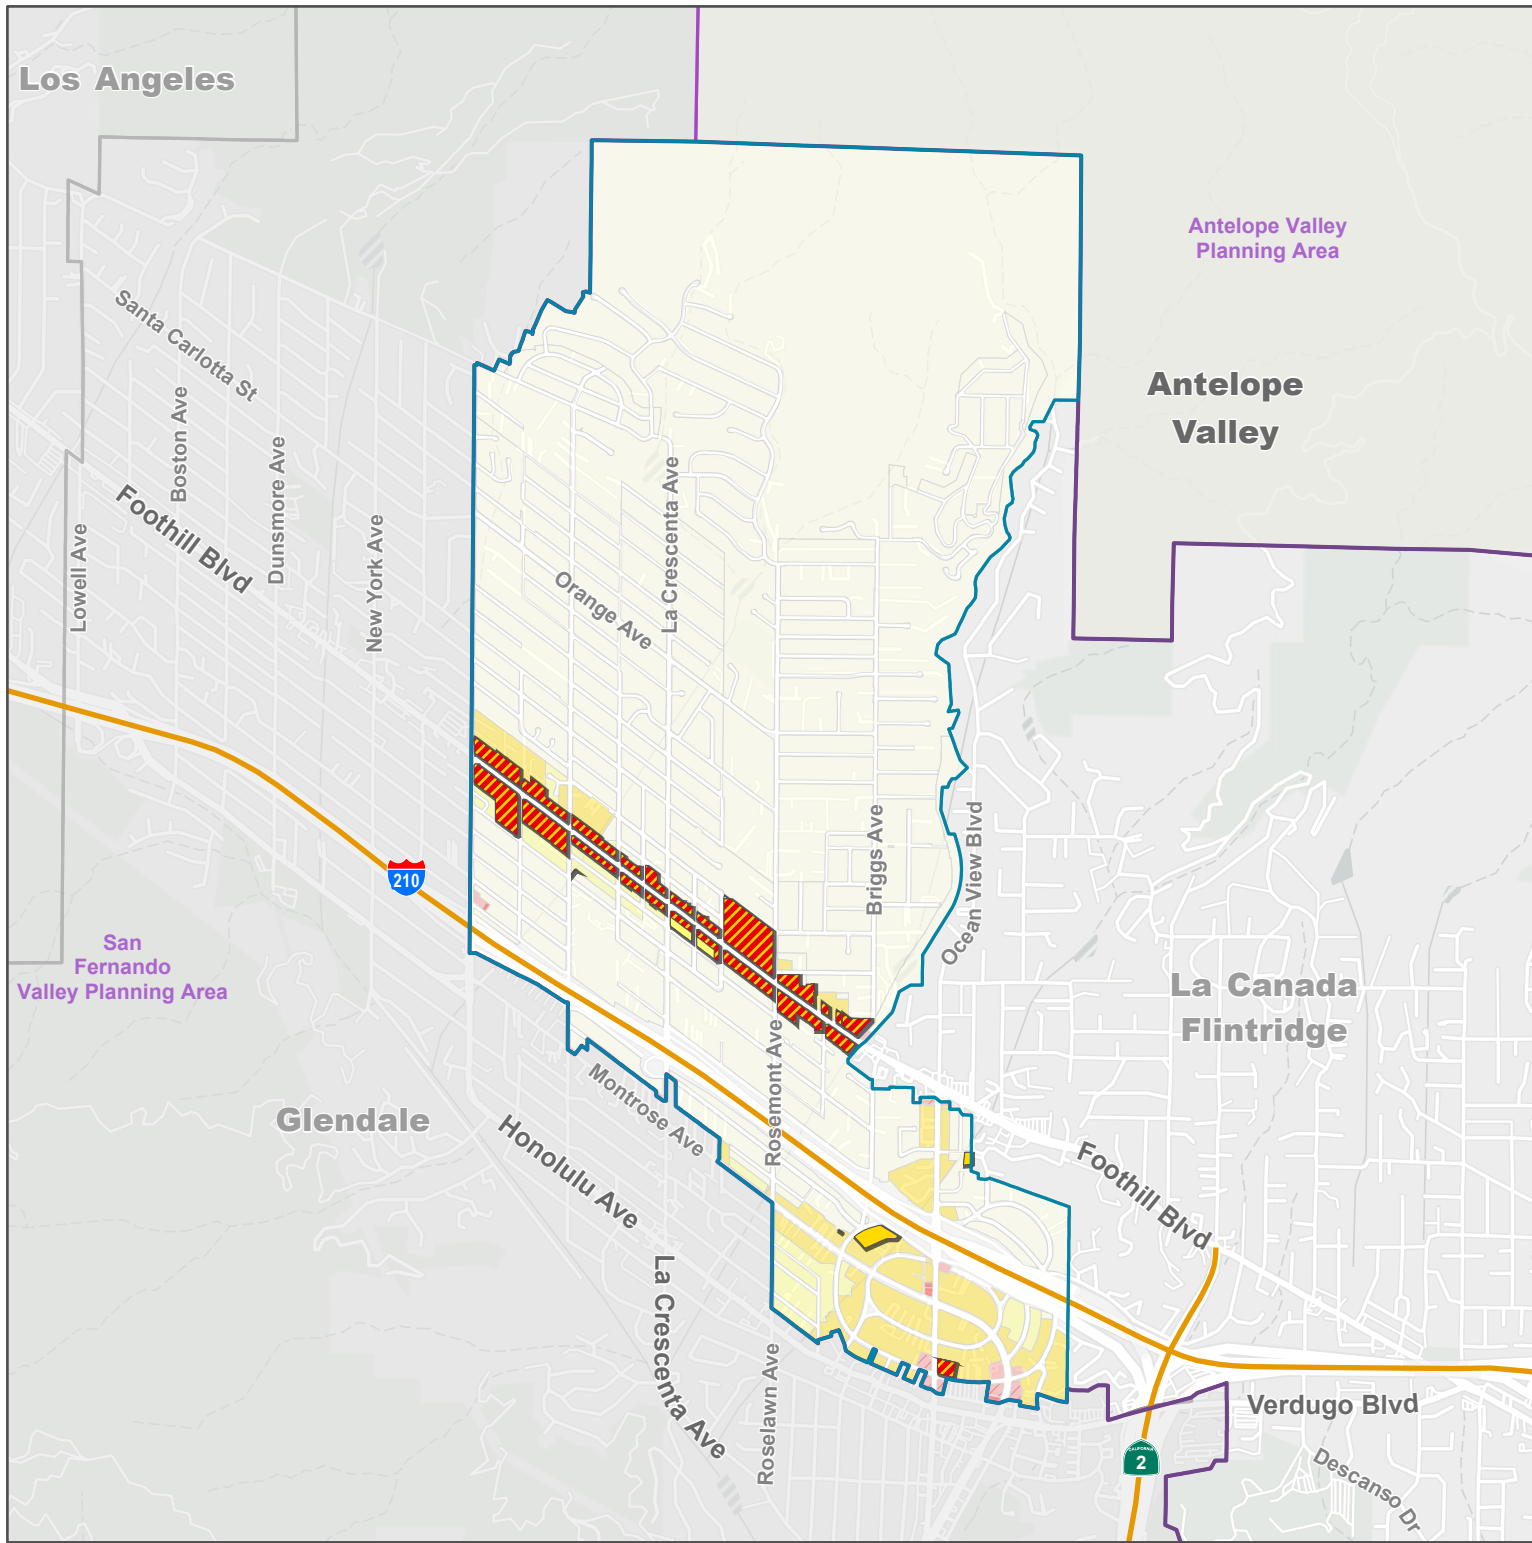 Los Angeles
Antelope Valley
Planning Area
Santa Carlotta St
Antelope
Valley
Boston Ave
Dunsmore Ave
La Crescenta Ave
Foothill Blvd
Lowell Ave
New York Ave
Orange Ave
Briggs Ave
Ocean View Blvd
210
San
Fernando
Valley Planning Area
La Canada
Flintridge
Glendale
Montrose Ave
Rosemont Ave
Honolulu Ave
Foothill Blvd
La Crescenta Ave
Roselawn Ave
Verdugo Blvd
CALIFORNIA
2
Descanso Dr